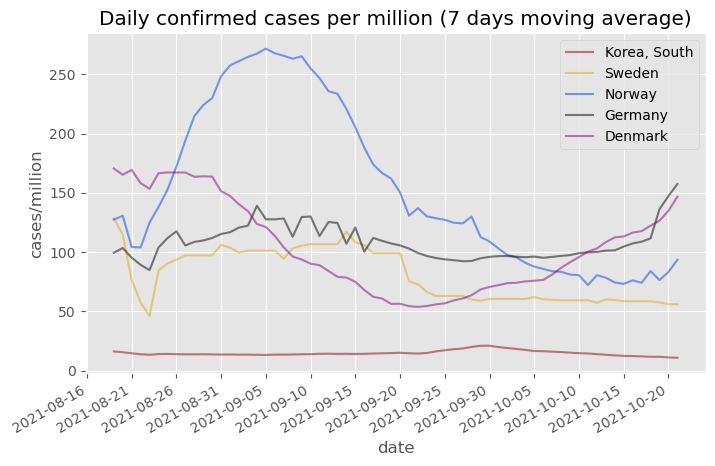 Daily confirmed cases per million (7 days moving average)
Korea, South
Sweden
Norway
Germany
Denmark
cases/million
250
200
150
100
50
0
2021-08-16
2021-08-21
2021-08-26
2021-08-31
2021-09-05
2021-09-10
2021-09-15
2021-09-20
2021-09-25
2021-09-30
2021-10-05
2021-10-10
2021-10-15
2021-10-20
date